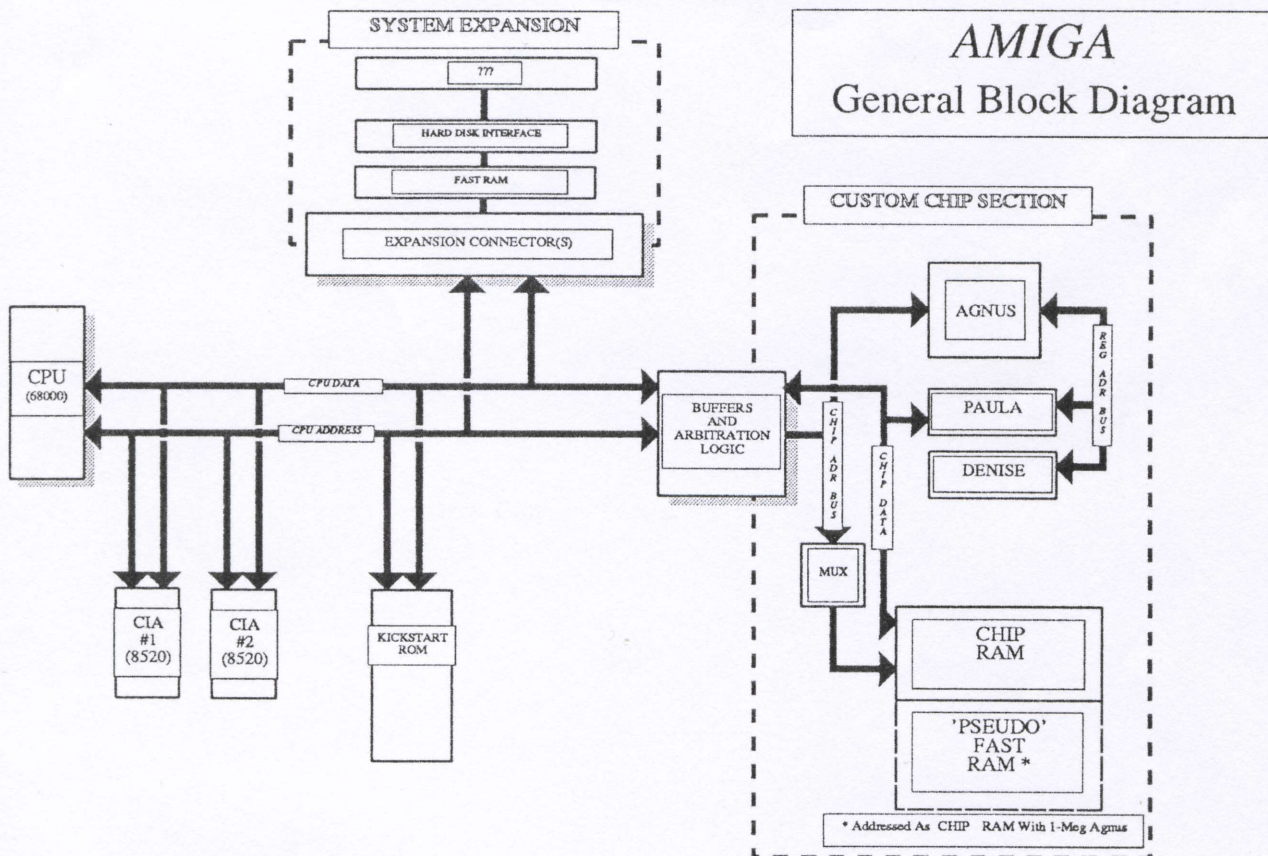 SYSTEM EXPANSION
???
HARD DISK INTERFACE
FAST RAM
EXPANSION CONNECTOR(S)
AMIGA
General Block Diagram
CUSTOM CHIP SECTION
AGNUS
PAULA
DENISE
REG ADR BUS
CPU
(68000)
CPU DATA
CPU ADDRESS
BUFFERS
AND
ARBITRATION
LOGIC
CHIP ADR BUS
CHIP DATA
MUX
CIA
#1
(8520)
CIA
#2
(8520)
KICKSTART
ROM
CHIP
RAM
'PSEUDO'
FAST
RAM *
* Addressed As CHIP RAM With 1-Meg Agnus